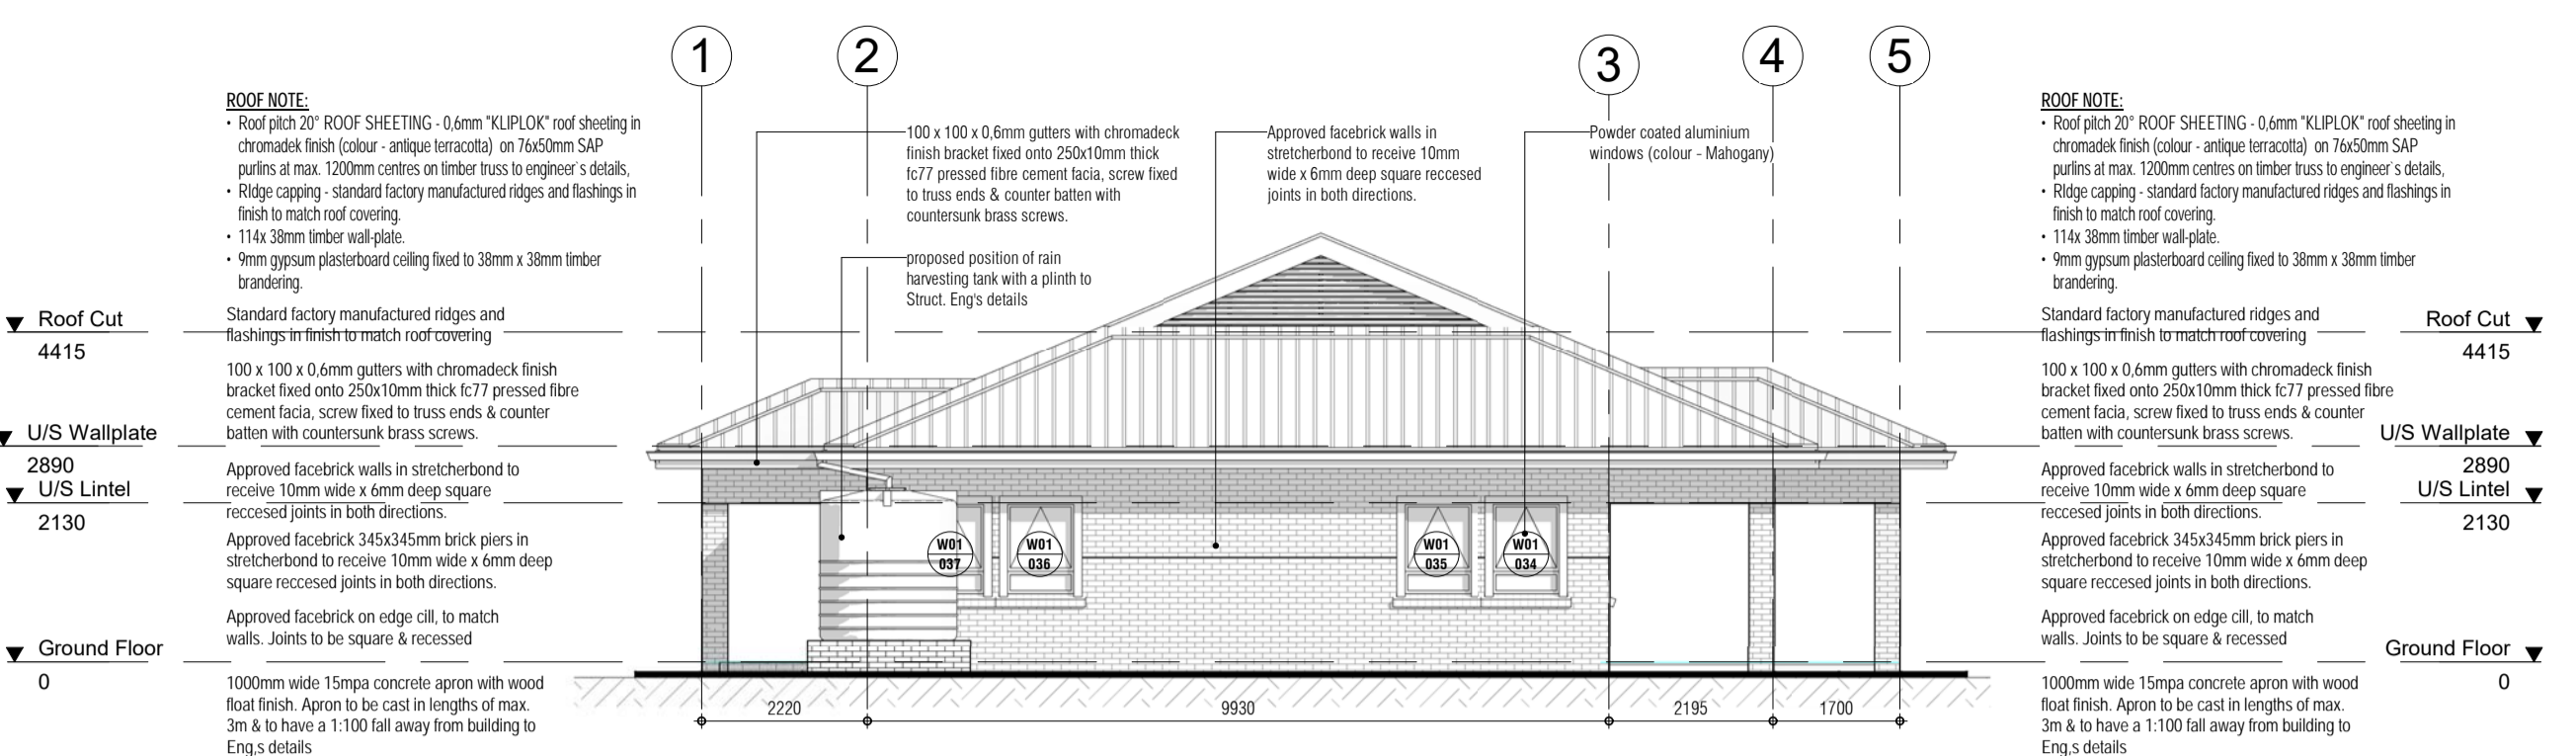 1
2
3
4
5
ROOF NOTE:
• Roof pitch 20° ROOF SHEETING - 0,6mm "KLIPLOK" roof sheeting in
chromadek finish (colour - antique terracotta) on 76x50mm SAP
purlins at max. 1200mm centres on timber truss to engineer`s details,
• RIdge capping - standard factory manufactured ridges and flashings in
finish to match roof covering.
• 114x 38mm timber wall-plate.
• 9mm gypsum plasterboard ceiling fixed to 38mm x 38mm timber
brandering.
Standard factory manufactured ridges and
flashings in finish to match roof covering
100 x 100 x 0,6mm gutters with chromadeck finish
bracket fixed onto 250x10mm thick fc77 pressed fibre
cement facia, screw fixed to truss ends & counter
batten with countersunk brass screws.
Approved facebrick walls in stretcherbond to
receive 10mm wide x 6mm deep square
reccesed joints in both directions.
Approved facebrick 345x345mm brick piers in
stretcherbond to receive 10mm wide x 6mm deep
square reccesed joints in both directions.
Approved facebrick on edge cill, to match
walls. Joints to be square & recessed
1000mm wide 15mpa concrete apron with wood
float finish. Apron to be cast in lengths of max.
3m & to have a 1:100 fall away from building to
Eng,s details
Roof Cut
4415
U/S Wallplate
2890
U/S Lintel
2130
Ground Floor
0
100 x 100 x 0,6mm gutters with chromadeck
finish bracket fixed onto 250x10mm thick
fc77 pressed fibre cement facia, screw fixed
to truss ends & counter batten with
countersunk brass screws.
proposed position of rain
harvesting tank with a plinth to
Struct. Eng's details
Approved facebrick walls in
stretcherbond to receive 10mm
wide x 6mm deep square reccesed
joints in both directions.
Powder coated aluminium
windows (colour - Mahogany)
W01
037
W01
036
W01
035
W01
034
2220
9930
2195
1700
ROOF NOTE:
• Roof pitch 20° ROOF SHEETING - 0,6mm "KLIPLOK" roof sheeting in
chromadek finish (colour - antique terracotta) on 76x50mm SAP
purlins at max. 1200mm centres on timber truss to engineer`s details,
• RIdge capping - standard factory manufactured ridges and flashings in
finish to match roof covering.
• 114x 38mm timber wall-plate.
• 9mm gypsum plasterboard ceiling fixed to 38mm x 38mm timber
brandering.
Standard factory manufactured ridges and
flashings in finish to match roof covering
100 x 100 x 0,6mm gutters with chromadeck finish
bracket fixed onto 250x10mm thick fc77 pressed fibre
cement facia, screw fixed to truss ends & counter
batten with countersunk brass screws.
Approved facebrick walls in stretcherbond to
receive 10mm wide x 6mm deep square
reccesed joints in both directions.
Approved facebrick 345x345mm brick piers in
stretcherbond to receive 10mm wide x 6mm deep
square reccesed joints in both directions.
Approved facebrick on edge cill, to match
walls. Joints to be square & recessed
1000mm wide 15mpa concrete apron with wood
float finish. Apron to be cast in lengths of max.
3m & to have a 1:100 fall away from building to
Eng,s details
Roof Cut
4415
U/S Wallplate
2890
U/S Lintel
2130
Ground Floor
0